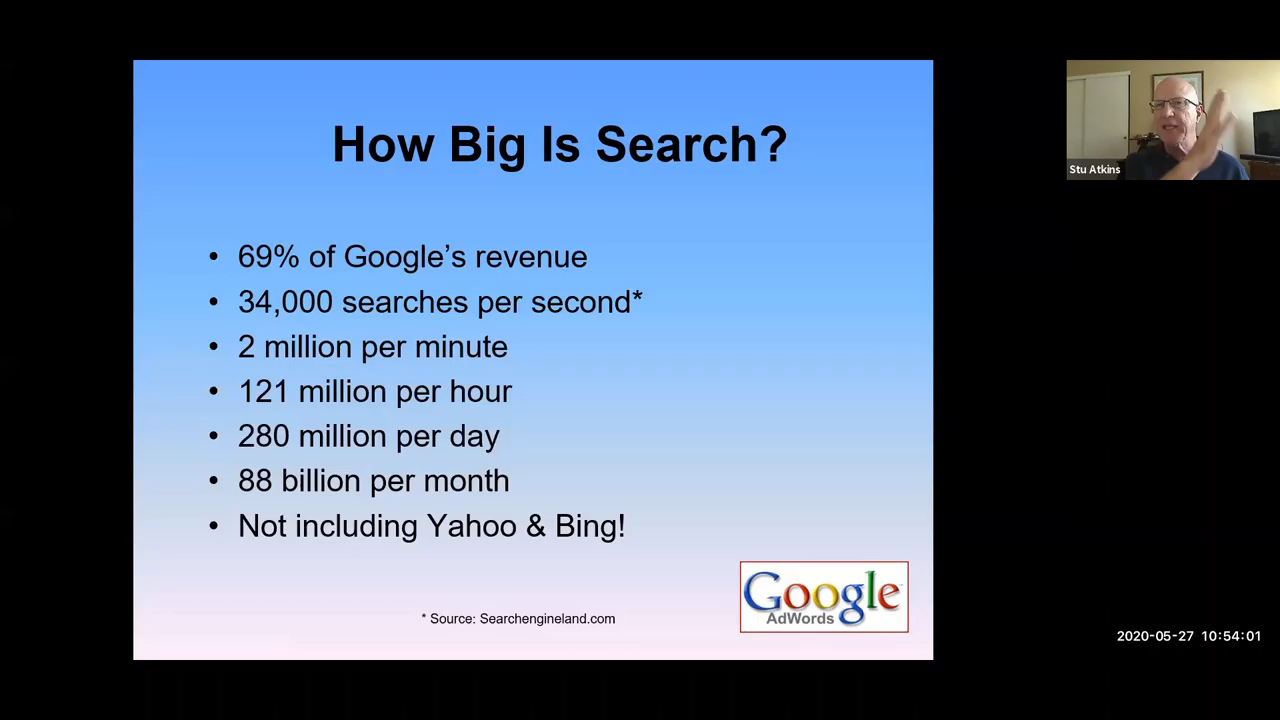 How Big Is Search?
• 69% of Google’s revenue
• 34,000 searches per second*
• 2 million per minute
• 121 million per hour
• 280 million per day
• 88 billion per month
• Not including Yahoo & Bing!
* Source: Searchengineland.com
Google
AdWords
Stu Atkins
2020-05-27 10:54:01